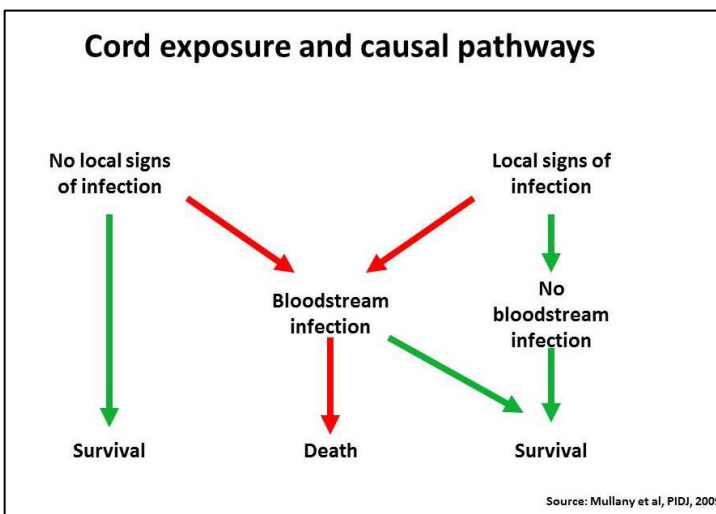 Cord exposure and causal pathways
No local signs
of infection
Local signs of
infection
Bloodstream
infection
No
bloodstream
infection
Survival
Death
Survival
Source: Mullany et al, PIDJ, 2009